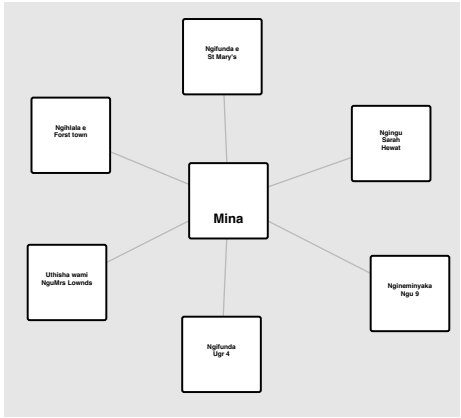 Ngifunda e
St Mary's
Ngihlala e
Forst town
Ngingu
Sarah
Hewat
Mina
Uthisha wami
NguMrs Lownds
Ngineminyaka
Ngu 9
Ngifunda
Ugr 4